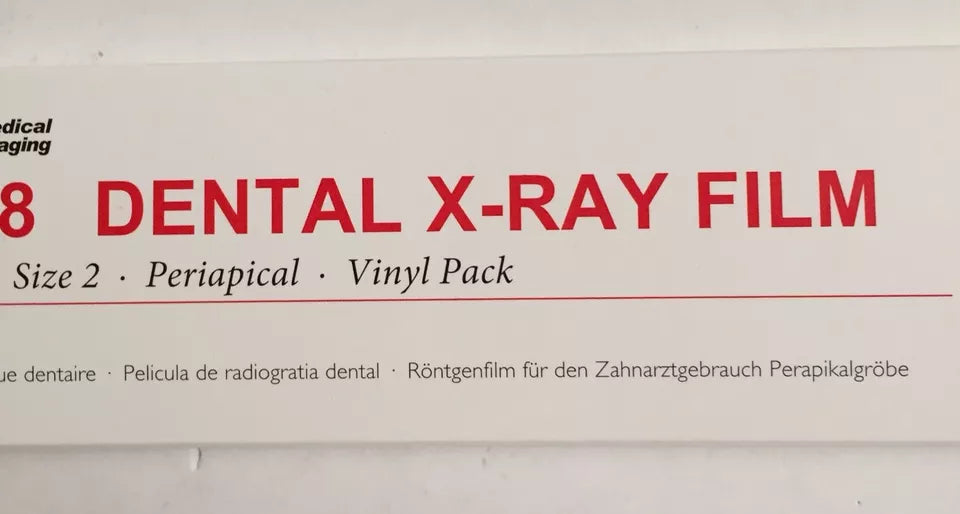 edical
aging
8 DENTAL X-RAY FILM
Size 2 · Periapical · Vinyl Pack
ue dentaire · Pelicula de radiogratia dental · Röntgenfilm für den Zahnarztgebrauch Perapikalgröbe